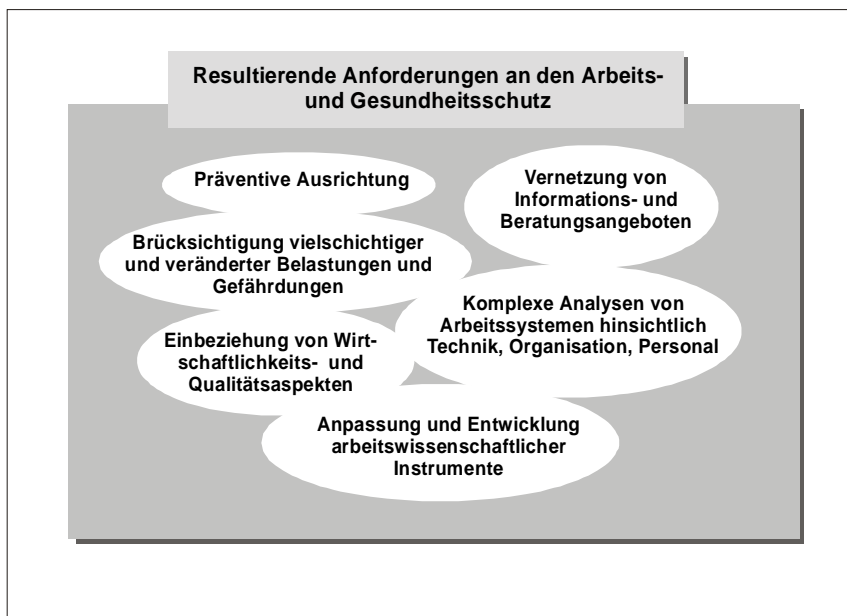 Resultierende Anforderungen an den Arbeits-
und Gesundheitsschutz
Präventive Ausrichtung
Vernetzung von
Informations- und
Beratungsangeboten
Brücksichtigung vielschichtiger
und veränderter Belastungen und
Gefährdungen
Komplexe Analysen von
Arbeitssystemen hinsichtlich
Technik, Organisation, Personal
Einbeziehung von Wirt-
schaftlichkeits- und
Qualitätsaspekten
Anpassung und Entwicklung
arbeitswissenschaftlicher
Instrumente